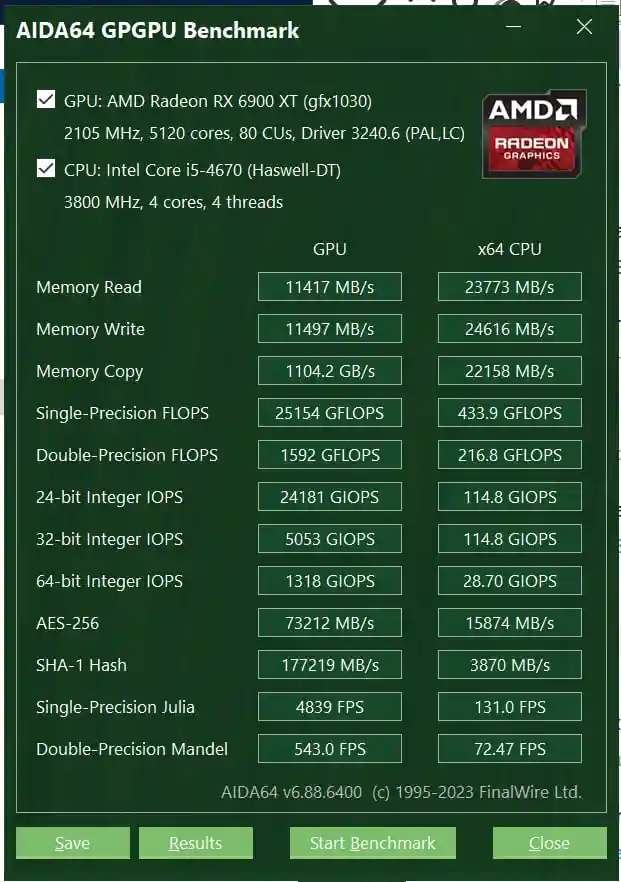 AIDA64 GPGPU Benchmark
GPU: AMD Radeon RX 6900 XT (gfx1030)
2105 MHz, 5120 cores, 80 CUs, Driver 3240.6 (PAL,LC)
CPU: Intel Core i5-4670 (Haswell-DT)
3800 MHz, 4 cores, 4 threads
AMD
RADEON
GRAPHICS
GPU x64 CPU
Memory Read 11417 MB/s 23773 MB/s
Memory Write 11497 MB/s 24616 MB/s
Memory Copy 1104.2 GB/s 22158 MB/s
Single-Precision FLOPS 25154 GFLOPS 433.9 GFLOPS
Double-Precision FLOPS 1592 GFLOPS 216.8 GFLOPS
24-bit Integer IOPS 24181 GIOPS 114.8 GIOPS
32-bit Integer IOPS 5053 GIOPS 114.8 GIOPS
64-bit Integer IOPS 1318 GIOPS 28.70 GIOPS
AES-256 73212 MB/s 15874 MB/s
SHA-1 Hash 177219 MB/s 3870 MB/s
Single-Precision Julia 4839 FPS 131.0 FPS
Double-Precision Mandel 543.0 FPS 72.47 FPS
AIDA64 v6.88.6400 (c) 1995-2023 FinalWire Ltd.
Save Results Start Benchmark Close